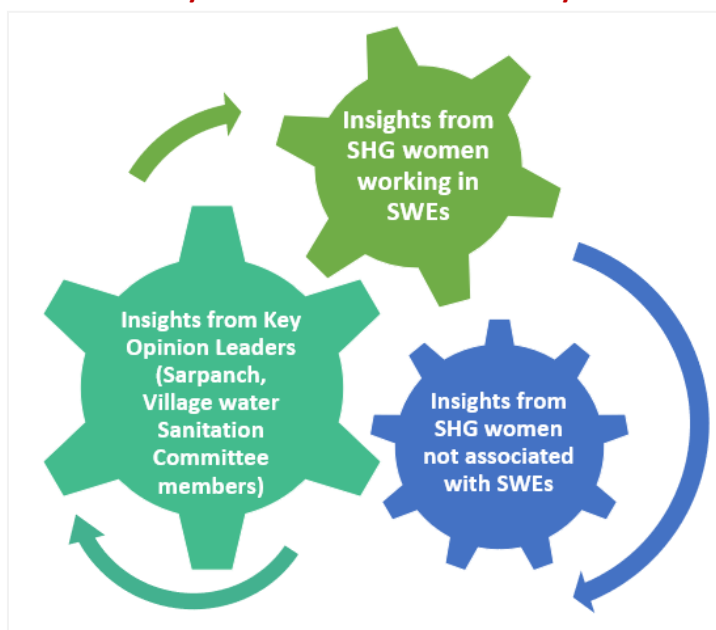 Insights from
SHG women
working in
SWEs
Insights from Key
Opinion Leaders
(Sarpanch,
Village water
Sanitation
Committee
members)
Insights from
SHG women
not associated
with SWEs